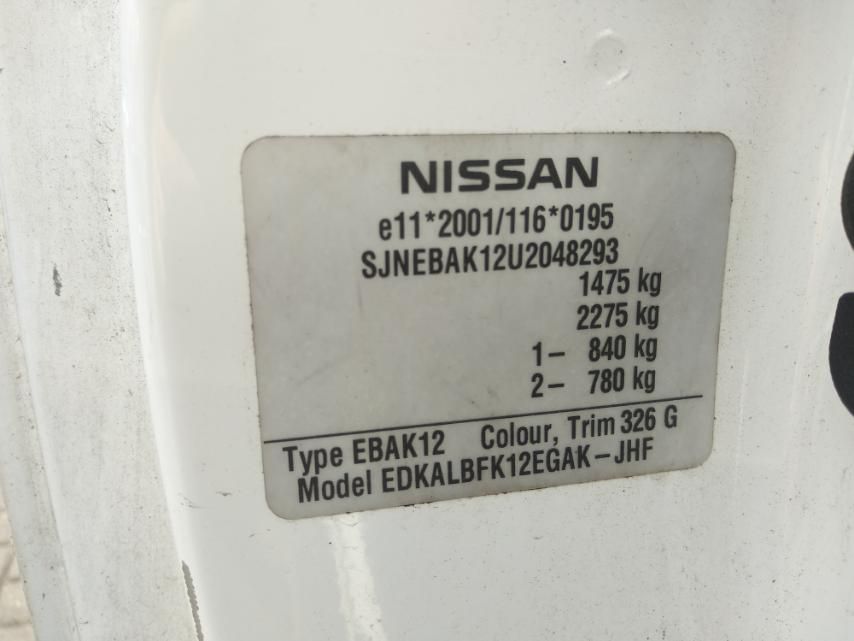 NISSAN
e11*2001/116*0195
SJNEBAK12U2048293
1475 kg
2275 kg
1– 840 kg
2– 780 kg
Type EBAK12 Colour, Trim 326 G
Model EDKALBFK12EGAK–JHF